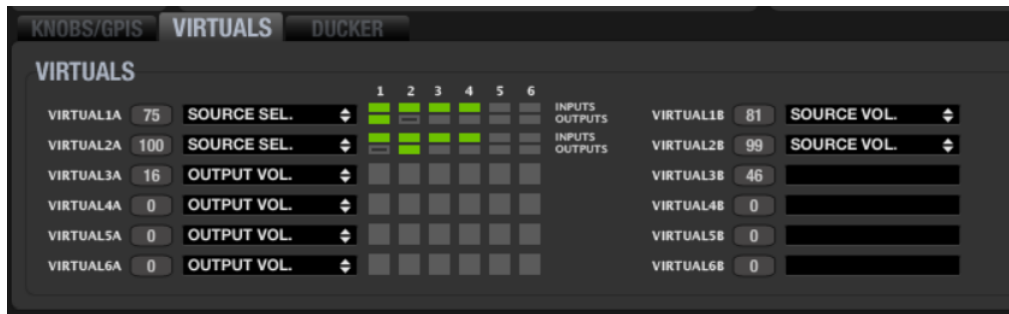 KNOBS/GPIS VIRTUALS DUCKER
VIRTUALS
1 2 3 4 5 6
VIRTUAL1A 75 SOURCE SEL. INPUTS OUTPUTS VIRTUAL1B 81 SOURCE VOL.
VIRTUAL2A 100 SOURCE SEL. INPUTS OUTPUTS VIRTUAL2B 99 SOURCE VOL.
VIRTUAL3A 16 OUTPUT VOL. VIRTUAL3B 46
VIRTUAL4A 0 OUTPUT VOL. VIRTUAL4B 0
VIRTUAL5A 0 OUTPUT VOL. VIRTUAL5B 0
VIRTUAL6A 0 OUTPUT VOL. VIRTUAL6B 0